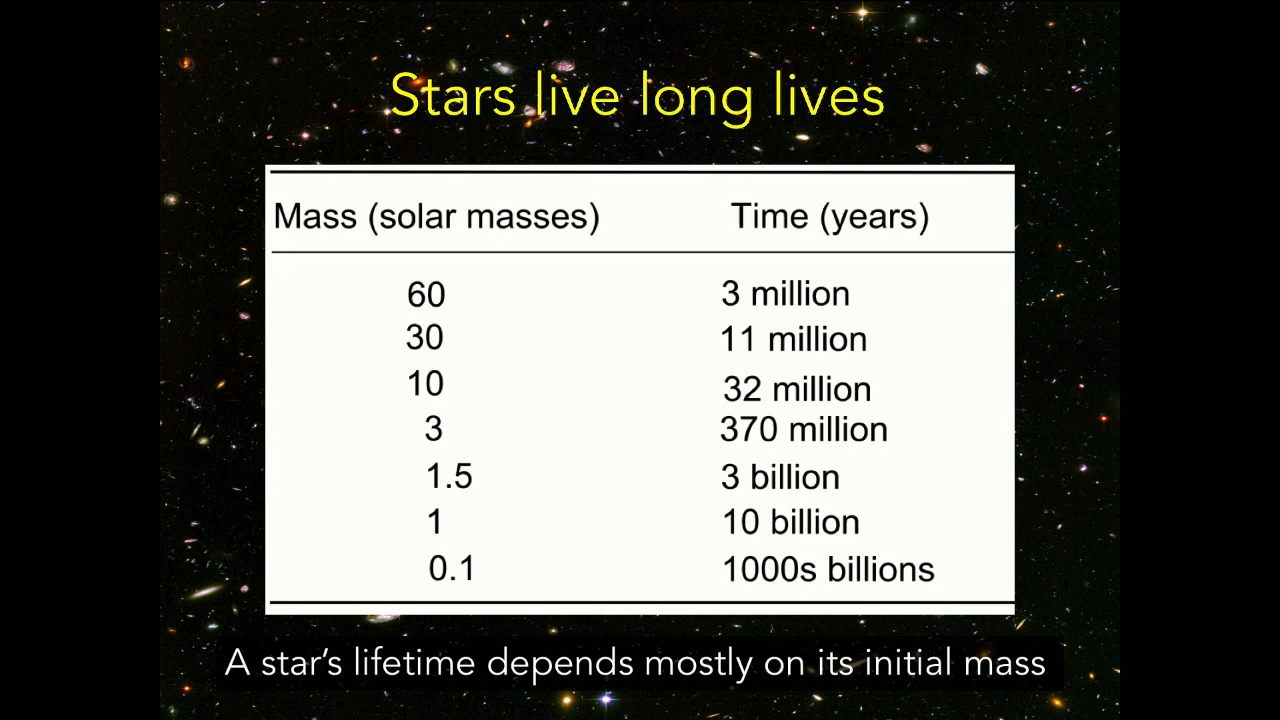 Stars live long lives
Mass (solar masses) Time (years)
60 3 million
30 11 million
10 32 million
3 370 million
1.5 3 billion
1 10 billion
0.1 1000s billions
A star’s lifetime depends mostly on its initial mass